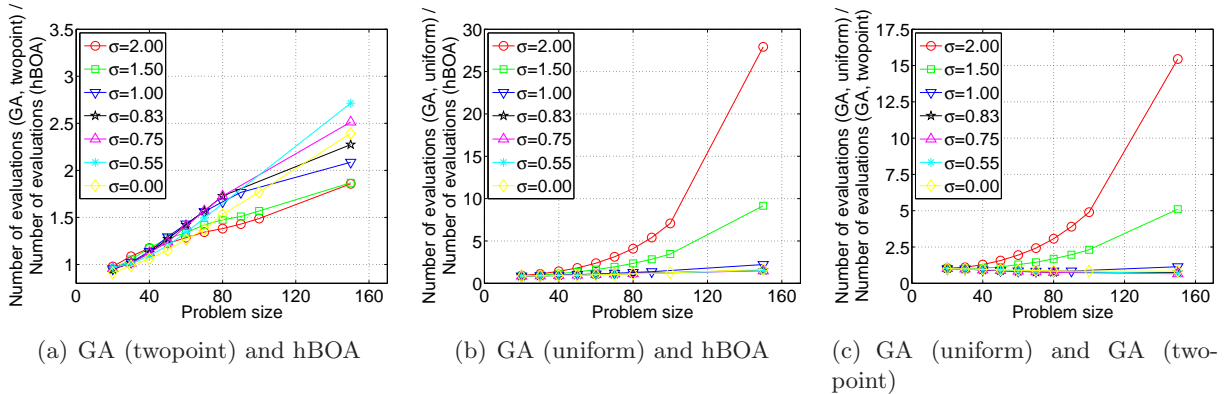 Number of evaluations (GA, twopoint) /
Number of evaluations (hBOA)
3.5
3
2.5
2
1.5
1
σ=2.00
σ=1.50
σ=1.00
σ=0.83
σ=0.75
σ=0.55
σ=0.00
0 40 80 120 160
Problem size
(a) GA (twopoint) and hBOA
Number of evaluations (GA, uniform) /
Number of evaluations (hBOA)
30
25
20
15
10
5
0
σ=2.00
σ=1.50
σ=1.00
σ=0.83
σ=0.75
σ=0.55
σ=0.00
0 40 80 120 160
Problem size
(b) GA (uniform) and hBOA
Number of evaluations (GA, uniform) /
Number of evaluations (GA, twopoint)
17.5
15
12.5
10
7.5
5
2.5
0
σ=2.00
σ=1.50
σ=1.00
σ=0.83
σ=0.75
σ=0.55
σ=0.00
0 40 80 120 160
Problem size
(c) GA (uniform) and GA (two-
point)